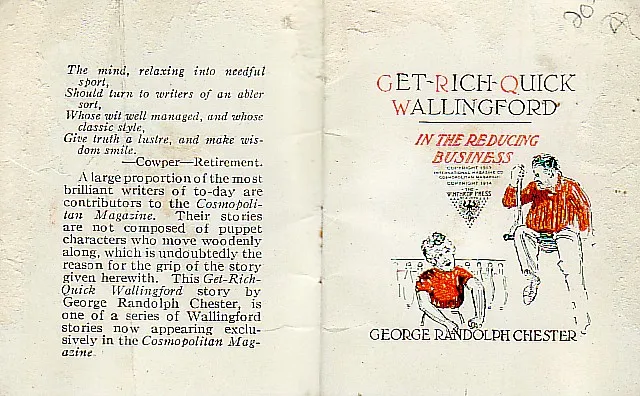 The mind, relaxing into needful
sport,
Should turn to writers of an abler
sort,
Whose wit well managed, and whose
classic style,
Give truth a lustre, and make wis-
dom smile.
—Cowper—Retirement.
A large proportion of the most
brilliant writers of to-day are
contributors to the Cosmopoli-
tan Magazine. Their stories
are not composed of puppet
characters who move woodenly
along, which is undoubtedly the
reason for the grip of the story
given herewith. This Get-Rich-
Quick Wallingford story by
George Randolph Chester, is
one of a series of Wallingford
stories now appearing exclu-
sively in the Cosmopolitan Mag-
azine.
GET-RICH-QUICK
WALLINGFORD
IN THE REDUCING
BUSINESS
COPYRIGHT 1913
INTERNATIONAL MAGAZINE CO
COSMOPOLITAN MAGAZINE
COPYRIGHT 1914
THE
WINTHROP PRESS
GEORGE RANDOLPH CHESTER